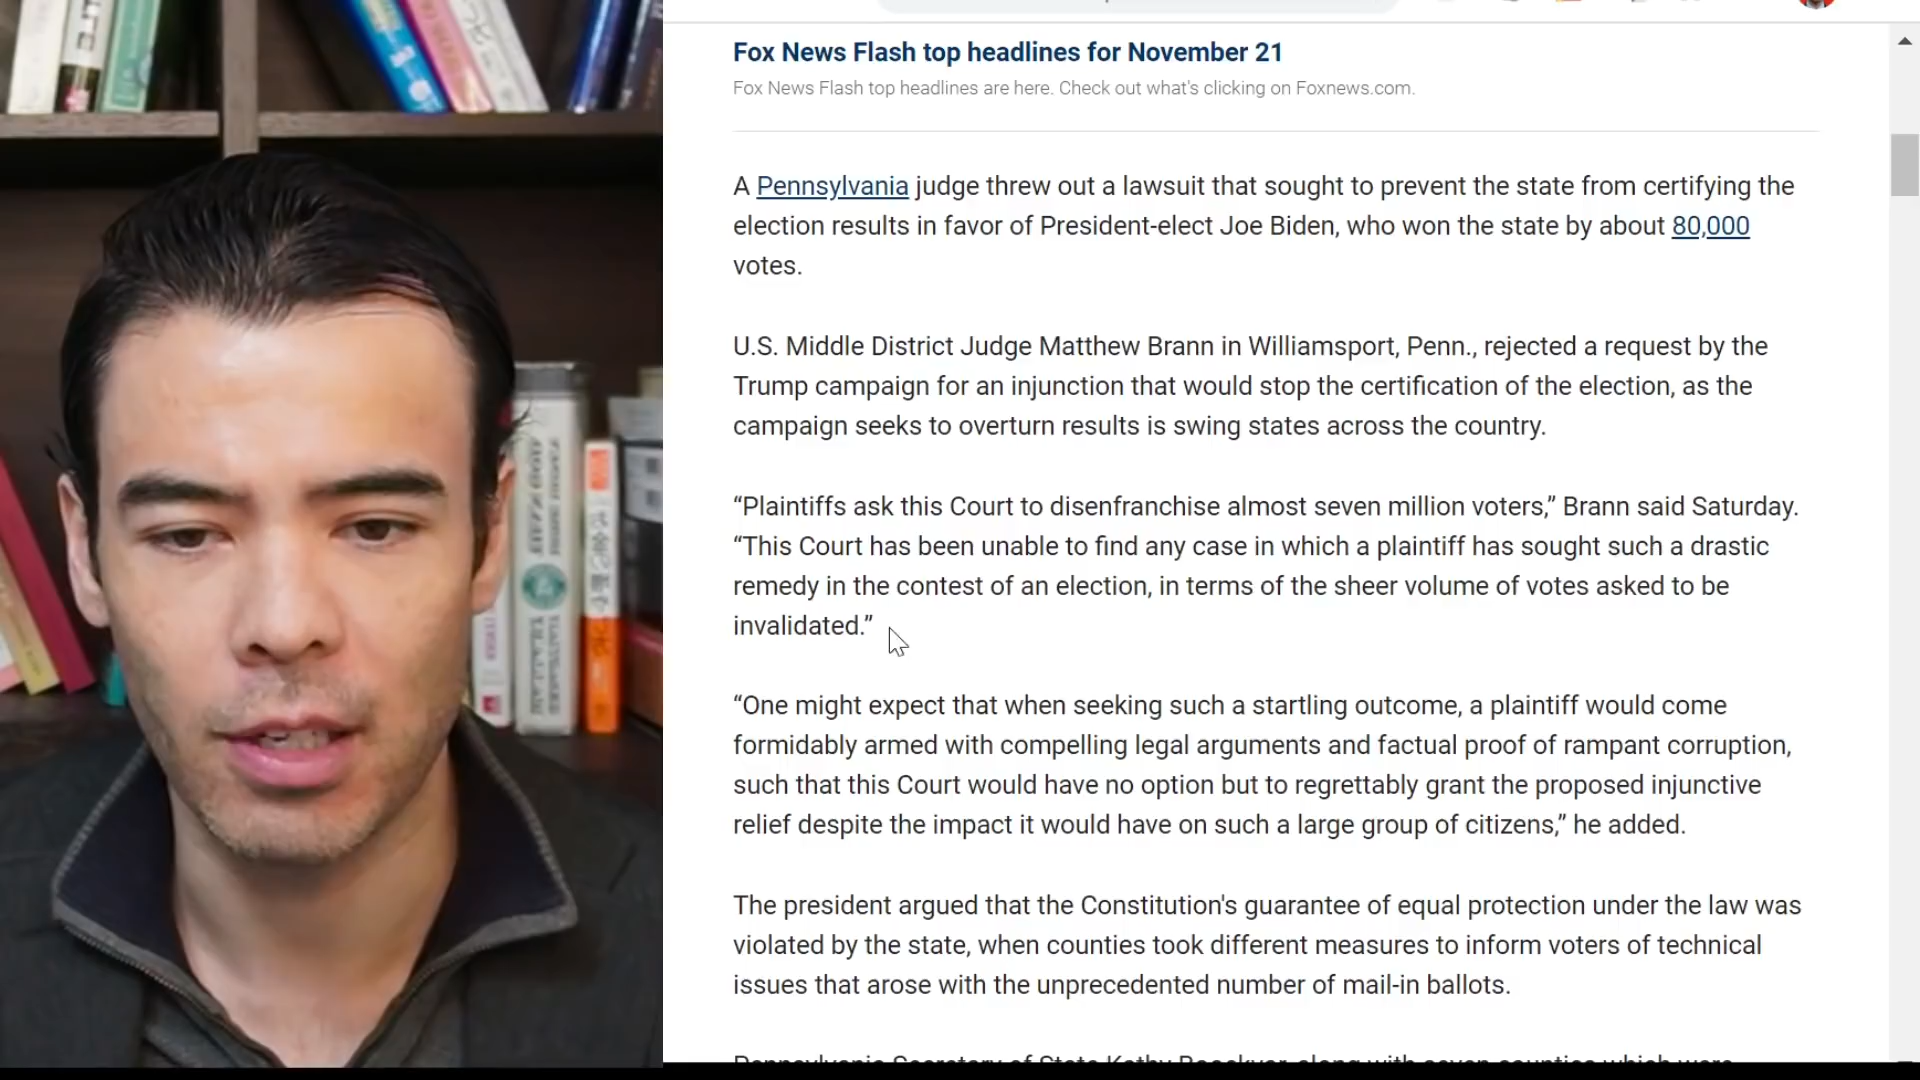 Fox News Flash top headlines for November 21
Fox News Flash top headlines are here. Check out what's clicking on Foxnews.com.
A Pennsylvania judge threw out a lawsuit that sought to prevent the state from certifying the
election results in favor of President-elect Joe Biden, who won the state by about 80,000
votes.
U.S. Middle District Judge Matthew Brann in Williamsport, Penn., rejected a request by the
Trump campaign for an injunction that would stop the certification of the election, as the
campaign seeks to overturn results is swing states across the country.
“Plaintiffs ask this Court to disenfranchise almost seven million voters,” Brann said Saturday.
“This Court has been unable to find any case in which a plaintiff has sought such a drastic
remedy in the contest of an election, in terms of the sheer volume of votes asked to be
invalidated.”
“One might expect that when seeking such a startling outcome, a plaintiff would come
formidably armed with compelling legal arguments and factual proof of rampant corruption,
such that this Court would have no option but to regrettably grant the proposed injunctive
relief despite the impact it would have on such a large group of citizens,” he added.
The president argued that the Constitution's guarantee of equal protection under the law was
violated by the state, when counties took different measures to inform voters of technical
issues that arose with the unprecedented number of mail-in ballots.